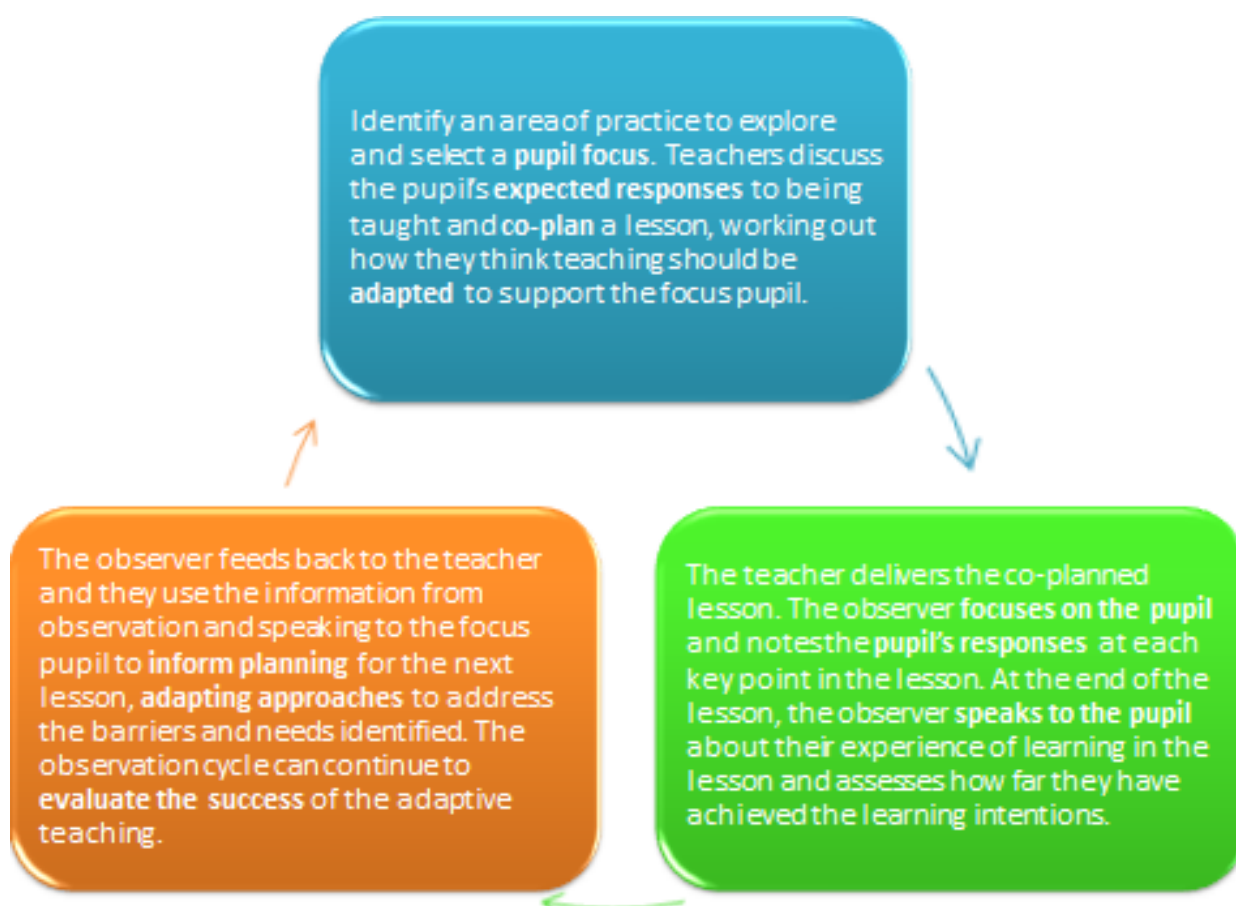 Identify an area of practice to explore
and select a pupil focus. Teachers discuss
the pupil's expected responses to being
taught and co-plan a lesson, working out
how they think teaching should be
adapted to support the focus pupil.
The teacher delivers the co-planned
lesson. The observer focuses on the pupil
and notes the pupil's responses at each
key point in the lesson. At the end of the
lesson, the observer speaks to the pupil
about their experience of learning in the
lesson and assesses how far they have
achieved the learning intentions.
The observer feeds back to the teacher
and they use the information from
observation and speaking to the focus
pupil to inform planning for the next
lesson, adapting approaches to address
the barriers and needs identified. The
observation cycle can continue to
evaluate the success of the adaptive
teaching.